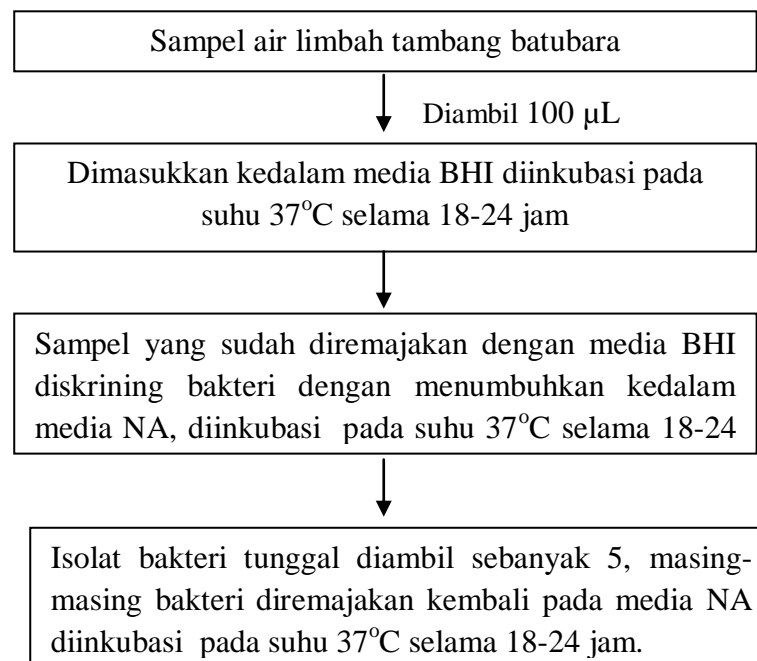 Sampel air limbah tambang batubara
Diambil 100 μL
Dimasukkan kedalam media BHI diinkubasi pada
suhu 37°C selama 18-24 jam
Sampel yang sudah diremajakan dengan media BHI
diskrining bakteri dengan menumbuhkan kedalam
media NA, diinkubasi pada suhu 37°C selama 18-24
Isolat bakteri tunggal diambil sebanyak 5, masing-
masing bakteri diremajakan kembali pada media NA
diinkubasi pada suhu 37°C selama 18-24 jam.